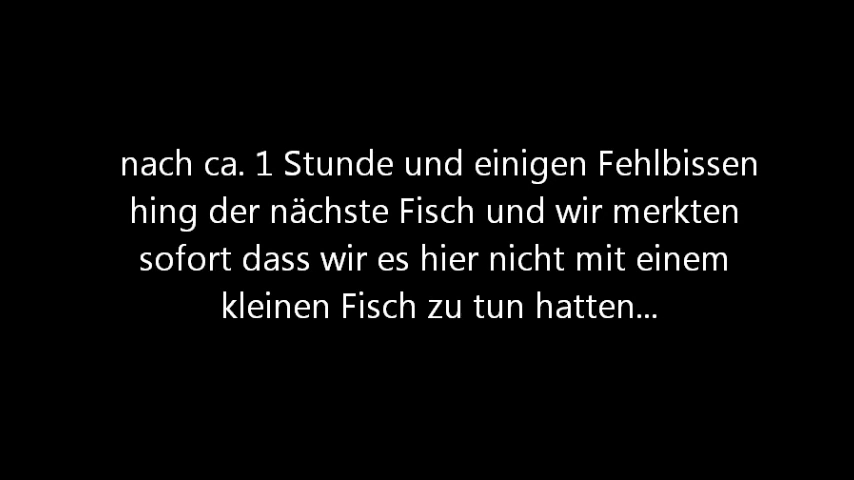 nach ca. 1 Stunde und einigen Fehlbissen
hing der nächste Fisch und wir merkten
sofort dass wir es hier nicht mit einem
kleinen Fisch zu tun hatten...